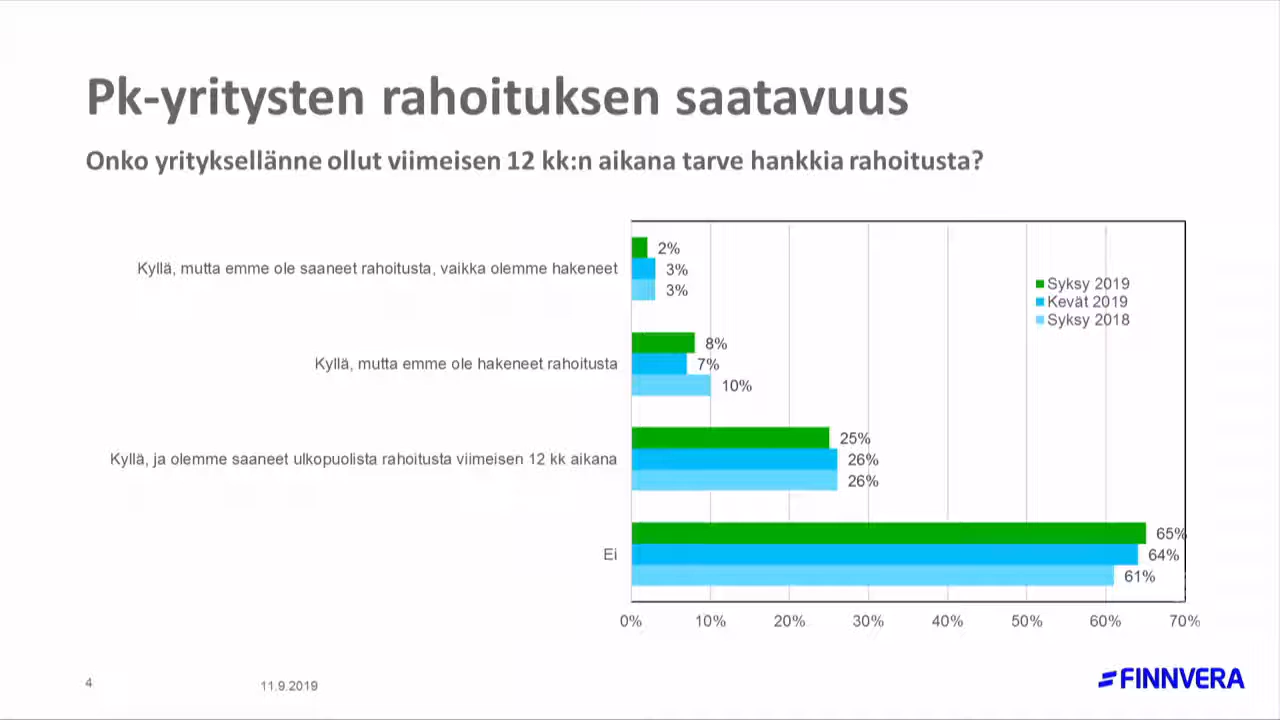 Pk-yritysten rahoituksen saatavuus
Onko yrityksellänne ollut viimeisen 12 kk:n aikana tarve hankkia rahoitusta?
Kyllä, mutta emme ole saaneet rahoitusta, vaikka olemme hakeneet
2%
3%
3%
Syksy 2019
Kevät 2019
Syksy 2018
Kyllä, mutta emme ole hakeneet rahoitusta
8%
7%
10%
Kyllä, ja olemme saaneet ulkopuolista rahoitusta viimeisen 12 kk aikana
25%
26%
26%
Ei
65%
64%
61%
0% 10% 20% 30% 40% 50% 60% 70%
4 11.9.2019 FINNVERA